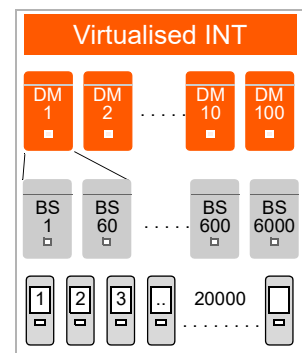 Virtualised INT
DM DM DM DM
1 2 ..... 10 100
BS BS BS BS
1 60 ..... 600 6000
1 2 3 .. 20000
........